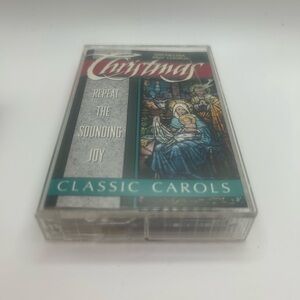 Christmas
REPEAT
THE
SOUNDING
JOY
CLASSIC CAROLS